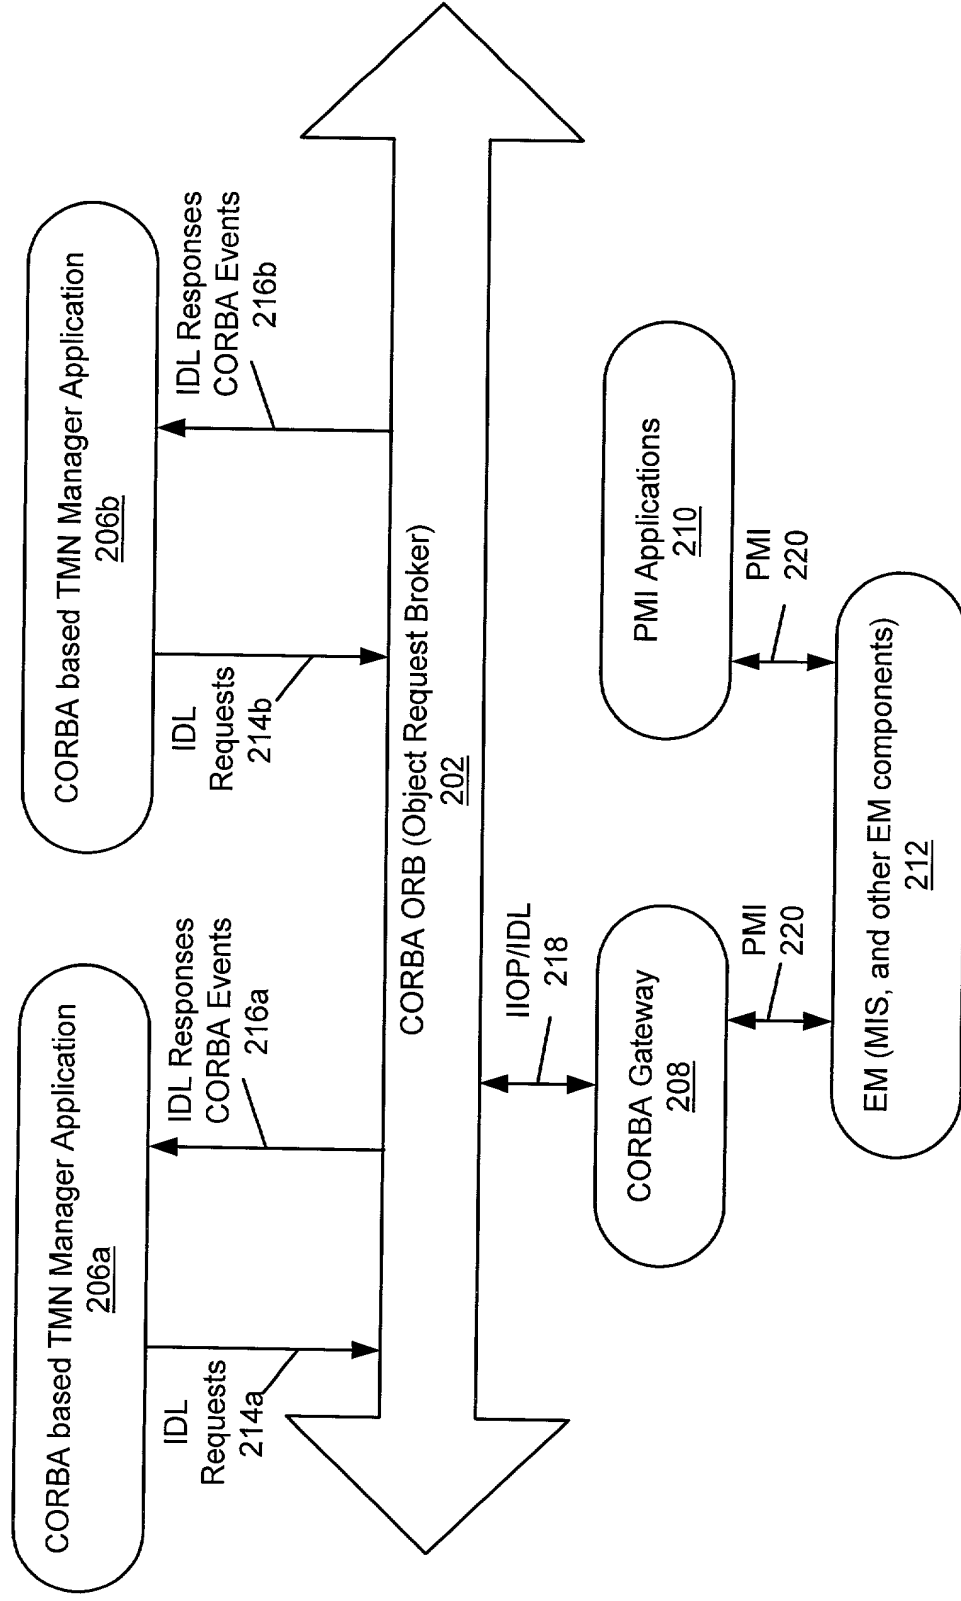 CORBA based TMN Manager Application
206a
CORBA based TMN Manager Application
206b
IDL
Requests
214a
IDL Responses
CORBA Events
216a
IDL
Requests
214b
IDL Responses
CORBA Events
216b
CORBA ORB (Object Request Broker)
202
IIOP/IDL
218
CORBA Gateway
208
PMI Applications
210
PMI
220
PMI
220
EM (MIS, and other EM components)
212